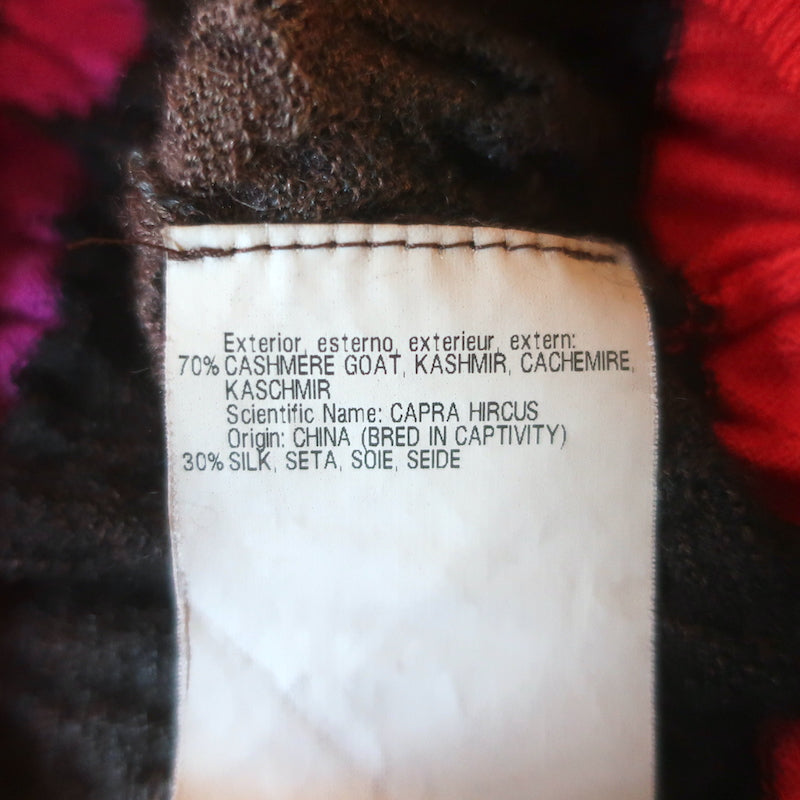 Exterior, esterno, exterieur, extern:
70% CASHMERE GOAT, KASHMIR, CACHEMIRE,
KASCHMIR
Scientific Name: CAPRA HIRCUS
Origin: CHINA (BRED IN CAPTIVITY)
30% SILK, SETA, SOIE, SEIDE